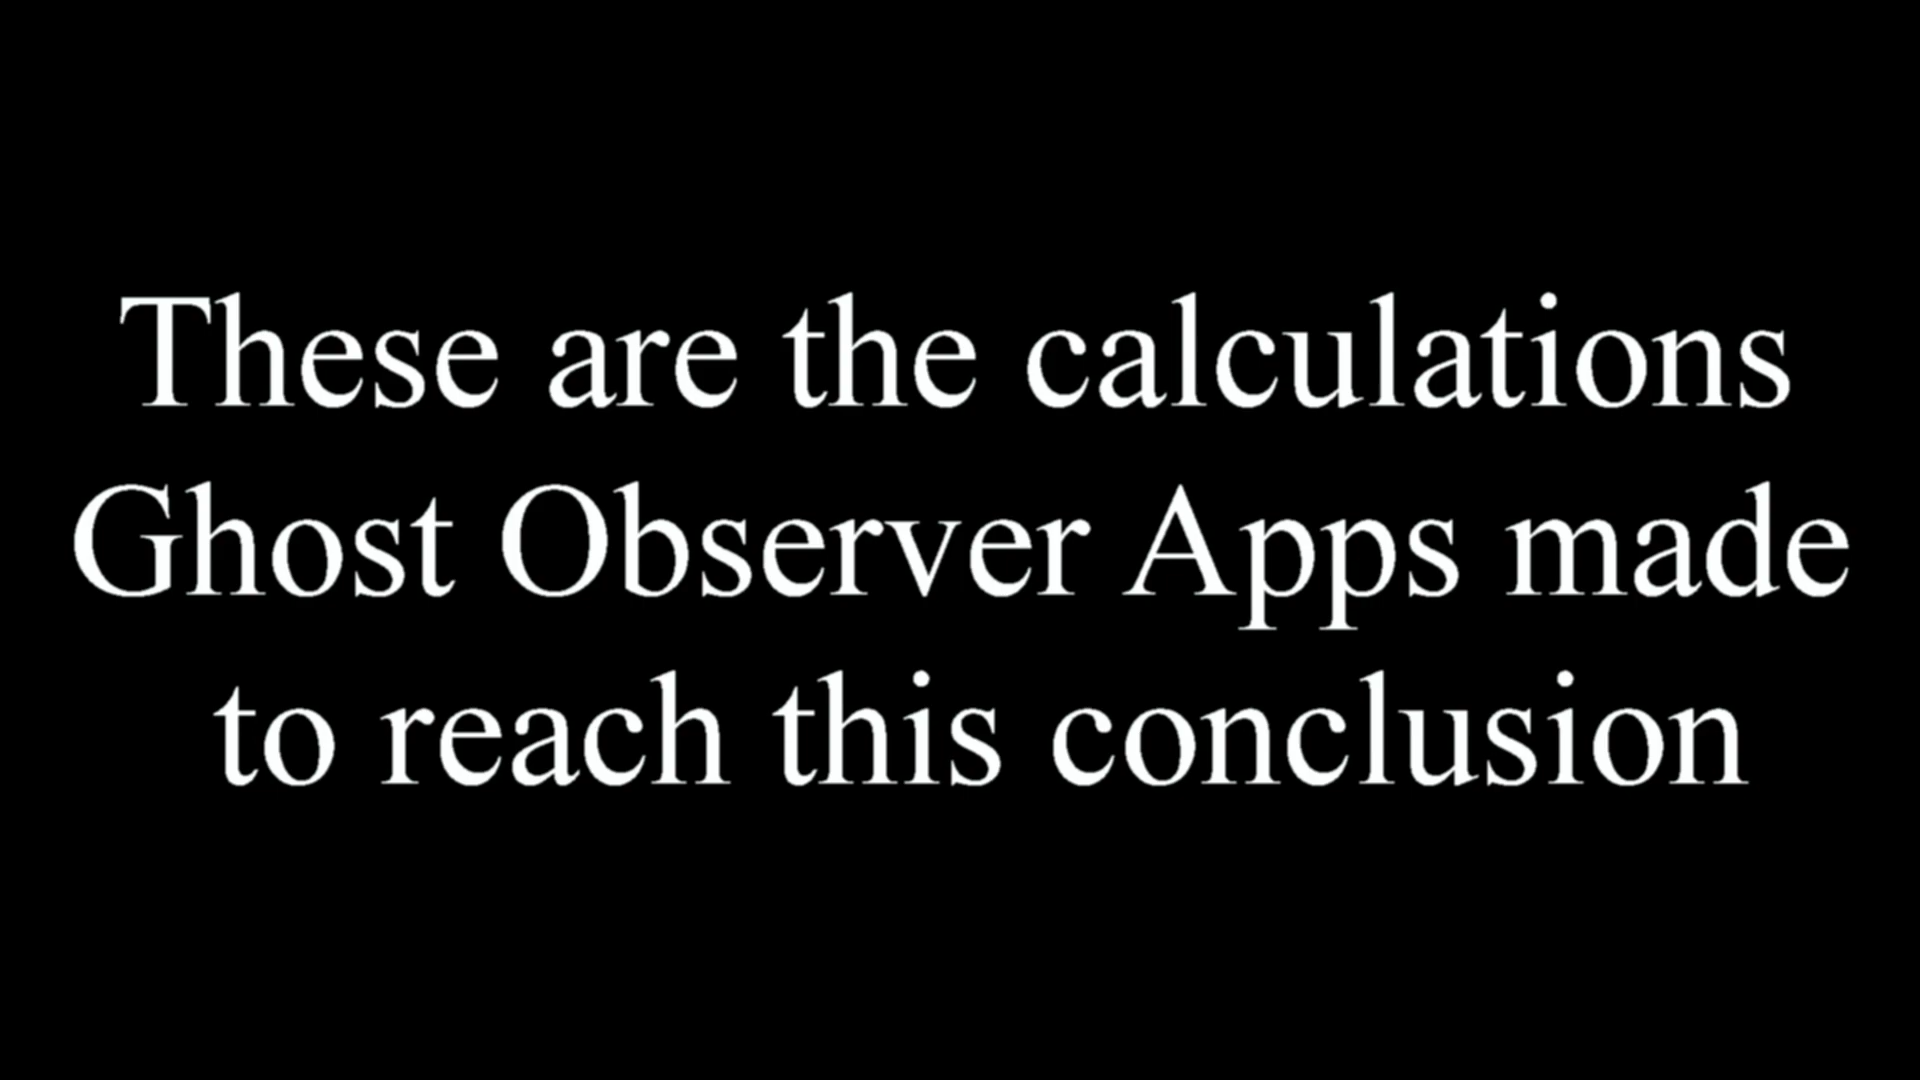 These are the calculations
Ghost Observer Apps made
to reach this conclusion